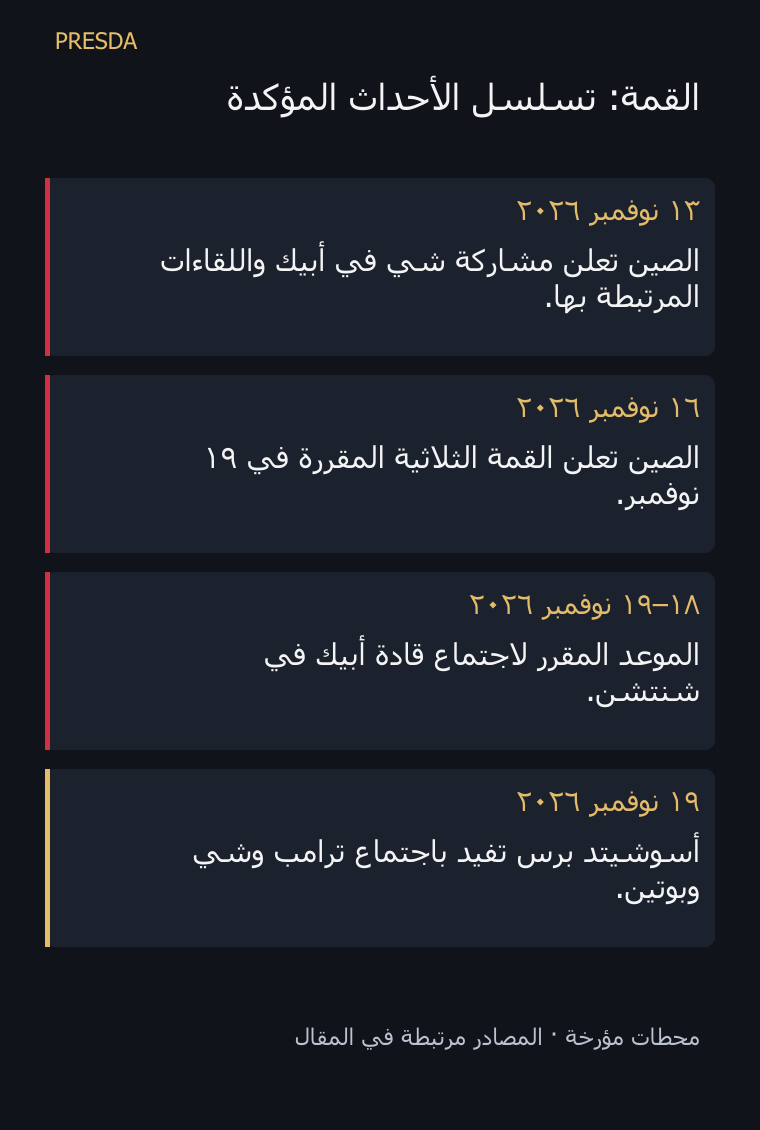 PRESDA
القمة: تسلسل الأحداث المؤكدة
١٣ نوفمبر ٢٠٢٦
الصين تعلن مشاركة شي في أبيك واللقاءات
المرتبطة بها.
١٦ نوفمبر ٢٠٢٦
الصين تعلن القمة الثلاثية المقررة في ١٩
نوفمبر.
١٨–١٩ نوفمبر ٢٠٢٦
الموعد المقرر لاجتماع قادة أبيك في
شنتشن.
١٩ نوفمبر ٢٠٢٦
أسوشيتد برس تفيد باجتماع ترامب وشي
وبوتين.
محطات مؤرخة · المصادر مرتبطة في المقال